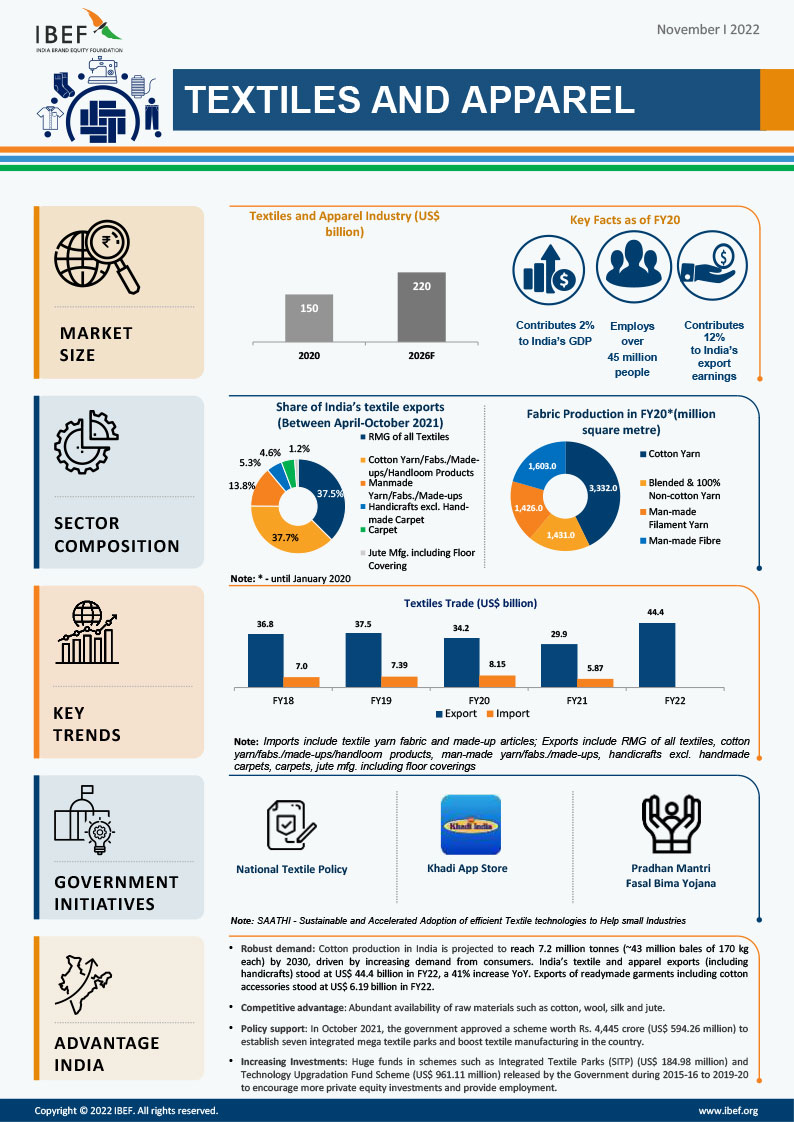 IBEF
INDIA BRAND EQUITY FOUNDATION
November I 2022
TEXTILES AND APPAREL
MARKET
SIZE
Textiles and Apparel Industry (US$
billion)
150
220
2020
2026F
Key Facts as of FY20
Contributes 2%
to India's GDP
Employs
over
45 million
people
Contributes
12%
to India's
export
earnings
SECTOR
COMPOSITION
Share of India's textile exports
(Between April-October 2021)
37.5%
37.7%
13.8%
5.3%
4.6%
1.2%
RMG of all Textiles
Cotton Yarn/Fabs./Made-
ups/Handloom Products
Manmade
Yarn/Fabs./Made-ups
Handicrafts excl. Hand-
made Carpet
Carpet
Jute Mfg. including Floor
Covering
Fabric Production in FY20*(million
square metre)
3,332.0
1,431.0
1,426.0
1,603.0
Cotton Yarn
Blended & 100%
Non-cotton Yarn
Man-made
Filament Yarn
Man-made Fibre
Note: * - until January 2020
KEY
TRENDS
Textiles Trade (US$ billion)
36.8
7.0
37.5
7.39
34.2
8.15
29.9
5.87
44.4
FY18
FY19
FY20
FY21
FY22
Export
Import
Note: Imports include textile yarn fabric and made-up articles; Exports include RMG of all textiles, cotton
yarn/fabs./made-ups/handloom products, man-made yarn/fabs./made-ups, handicrafts excl. handmade
carpets, carpets, jute mfg. including floor coverings
GOVERNMENT
INITIATIVES
National Textile Policy
Khadi India
Khadi App Store
Pradhan Mantri
Fasal Bima Yojana
Note: SAATHI - Sustainable and Accelerated Adoption of efficient Textile technologies to Help small Industries
ADVANTAGE
INDIA
• Robust demand: Cotton production in India is projected to reach 7.2 million tonnes (~43 million bales of 170 kg
each) by 2030, driven by increasing demand from consumers. India's textile and apparel exports (including
handicrafts) stood at US$ 44.4 billion in FY22, a 41% increase YoY. Exports of readymade garments including cotton
accessories stood at US$ 6.19 billion in FY22.
• Competitive advantage: Abundant availability of raw materials such as cotton, wool, silk and jute.
• Policy support: In October 2021, the government approved a scheme worth Rs. 4,445 crore (US$ 594.26 million) to
establish seven integrated mega textile parks and boost textile manufacturing in the country.
• Increasing Investments: Huge funds in schemes such as Integrated Textile Parks (SITP) (US$ 184.98 million) and
Technology Upgradation Fund Scheme (US$ 961.11 million) released by the Government during 2015-16 to 2019-20
to encourage more private equity investments and provide employment.
Copyright © 2022 IBEF. All rights reserved.
www.ibef.org